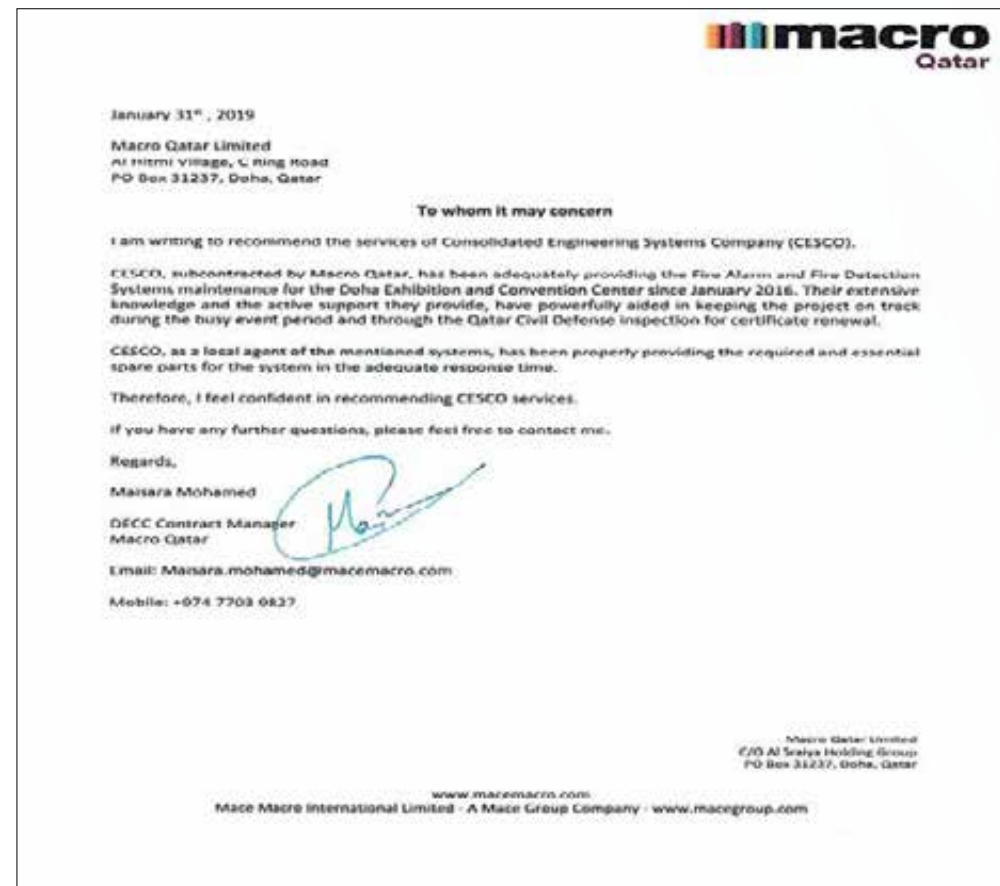 macro
Qatar
January 31st , 2019
Macro Qatar Limited
Al Hitmi Village, C Ring Road
PO Box 31237, Doha, Qatar
To whom it may concern
I am writing to recommend the services of Consolidated Engineering Systems Company (CESCO).
CESCO, subcontracted by Macro Qatar, has been adequately providing the Fire Alarm and Fire Detection
Systems maintenance for the Doha Exhibition and Convention Center since January 2016. Their extensive
knowledge and the active support they provide, have powerfully aided in keeping the project on track
during the busy event period and through the Qatar Civil Defense inspection for certificate renewal.
CESCO, as a local agent of the mentioned systems, has been properly providing the required and essential
spare parts for the system in the adequate response time.
Therefore, I feel confident in recommending CESCO services.
If you have any further questions, please feel free to contact me.
Regards,
Maisara Mohamed
DECC Contract Manager
Macro Qatar
Email: Maisara.mohamed@macemacro.com
Mobile: +974 7703 0827
Macro Qatar Limited
C/O Al Sraiya Holding Group
PO Box 31237, Doha, Qatar
www.macemacro.com
Mace Macro International Limited - A Mace Group Company - www.macegroup.com